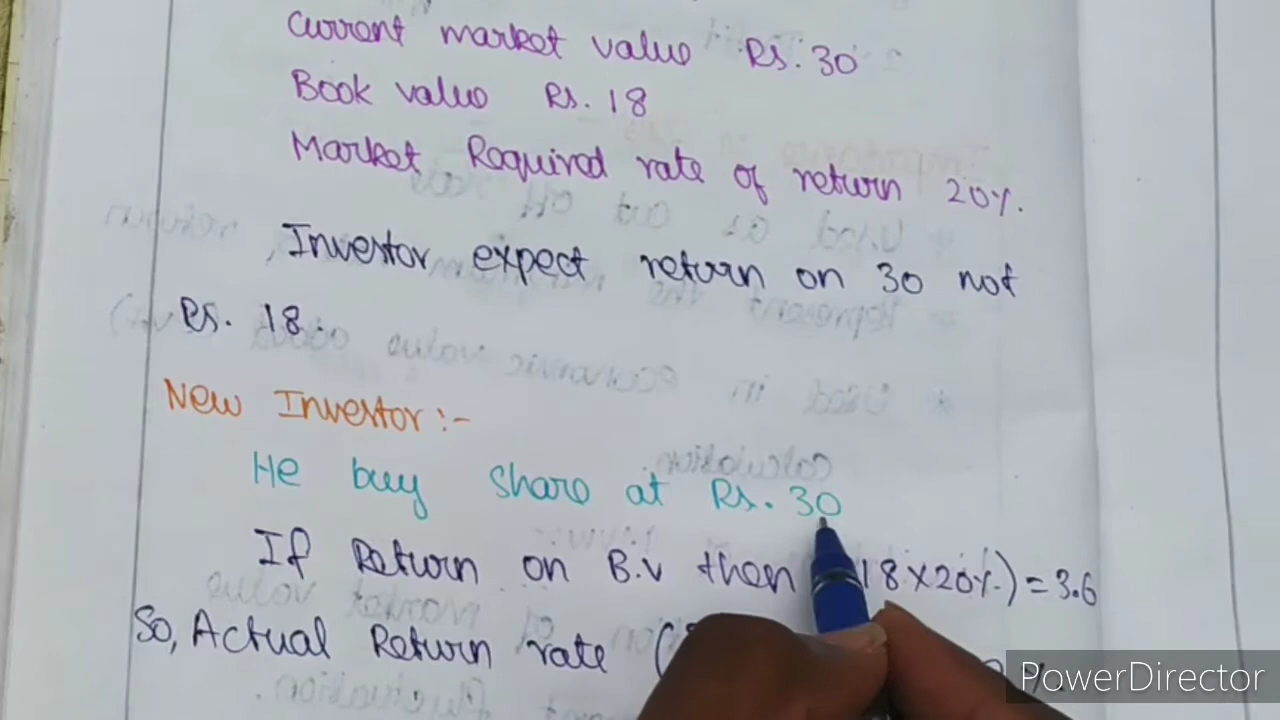 Current market value Rs. 30
Book value Rs. 18
Market Required rate of return 20%.
Investor expect return on 30 not
Rs. 18.
New Investor:-
He buy share at Rs. 30
If Return on B.V then 18×20%) = 3.6
So, Actual Return rate (
PowerDirector